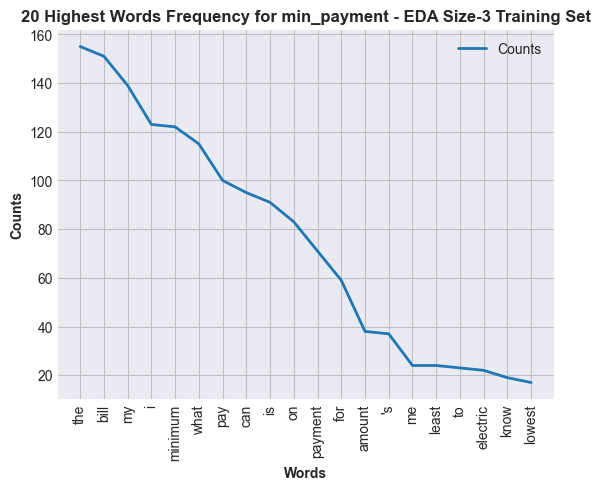 20 Highest Words Frequency for min_payment - EDA Size-3 Training Set
160
140
120
100
80
60
40
20
Counts
Counts
the
bill
my
i
minimum
what
pay
can
is
on
payment
for
amount
's
me
least
to
electric
know
lowest
Words